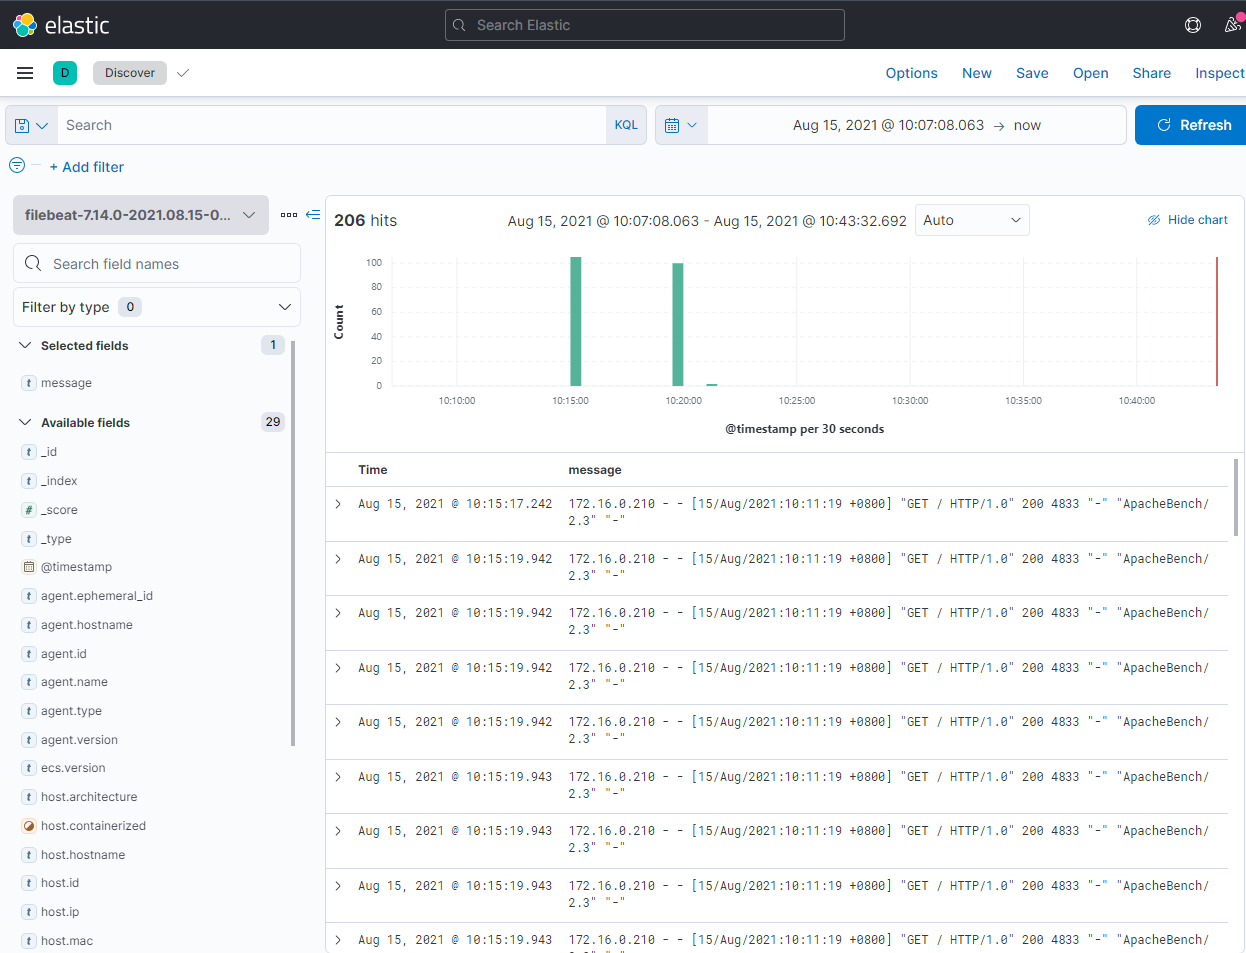 elastic
Search Elastic
D
Discover
Options
New
Save
Open
Share
Inspect
Search
KQL
Aug 15, 2021 @ 10:07:08.063 → now
Refresh
+ Add filter
filebeat-7.14.0-2021.08.15-0...
Search field names
Filter by type 0
Selected fields 1
t message
Available fields 29
t _id
t _index
# _score
t _type
@timestamp
t agent.ephemeral_id
t agent.hostname
t agent.id
t agent.name
t agent.type
t agent.version
t ecs.version
t host.architecture
host.containerized
t host.hostname
t host.id
t host.ip
t host.mac
206 hits
Aug 15, 2021 @ 10:07:08.063 - Aug 15, 2021 @ 10:43:32.692
Auto
Hide chart
Count
100
80
60
40
20
0
10:10:00
10:15:00
10:20:00
10:25:00
10:30:00
10:35:00
10:40:00
@timestamp per 30 seconds
Time message
Aug 15, 2021 @ 10:15:17.242 172.16.0.210 - - [15/Aug/2021:10:11:19 +0800] "GET / HTTP/1.0" 200 4833 "-" "ApacheBench/
2.3" "-"
Aug 15, 2021 @ 10:15:19.942 172.16.0.210 - - [15/Aug/2021:10:11:19 +0800] "GET / HTTP/1.0" 200 4833 "-" "ApacheBench/
2.3" "-"
Aug 15, 2021 @ 10:15:19.942 172.16.0.210 - - [15/Aug/2021:10:11:19 +0800] "GET / HTTP/1.0" 200 4833 "-" "ApacheBench/
2.3" "-"
Aug 15, 2021 @ 10:15:19.942 172.16.0.210 - - [15/Aug/2021:10:11:19 +0800] "GET / HTTP/1.0" 200 4833 "-" "ApacheBench/
2.3" "-"
Aug 15, 2021 @ 10:15:19.942 172.16.0.210 - - [15/Aug/2021:10:11:19 +0800] "GET / HTTP/1.0" 200 4833 "-" "ApacheBench/
2.3" "-"
Aug 15, 2021 @ 10:15:19.943 172.16.0.210 - - [15/Aug/2021:10:11:19 +0800] "GET / HTTP/1.0" 200 4833 "-" "ApacheBench/
2.3" "-"
Aug 15, 2021 @ 10:15:19.943 172.16.0.210 - - [15/Aug/2021:10:11:19 +0800] "GET / HTTP/1.0" 200 4833 "-" "ApacheBench/
2.3" "-"
Aug 15, 2021 @ 10:15:19.943 172.16.0.210 - - [15/Aug/2021:10:11:19 +0800] "GET / HTTP/1.0" 200 4833 "-" "ApacheBench/
2.3" "-"
Aug 15, 2021 @ 10:15:19.943 172.16.0.210 - - [15/Aug/2021:10:11:19 +0800] "GET / HTTP/1.0" 200 4833 "-" "ApacheBench/